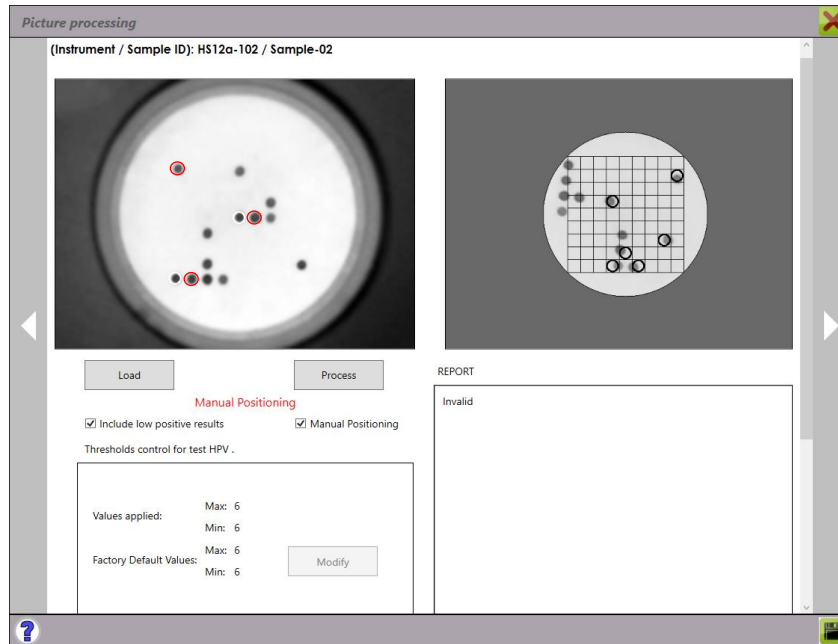 Picture processing
(Instrument / Sample ID): HS12a-102 / Sample-02
Load
Process
REPORT
Manual Positioning
Invalid
Include low positive results
Manual Positioning
Thresholds control for test HPV .
Values applied:
Max: 6
Min: 6
Factory Default Values:
Max: 6
Min: 6
Modify